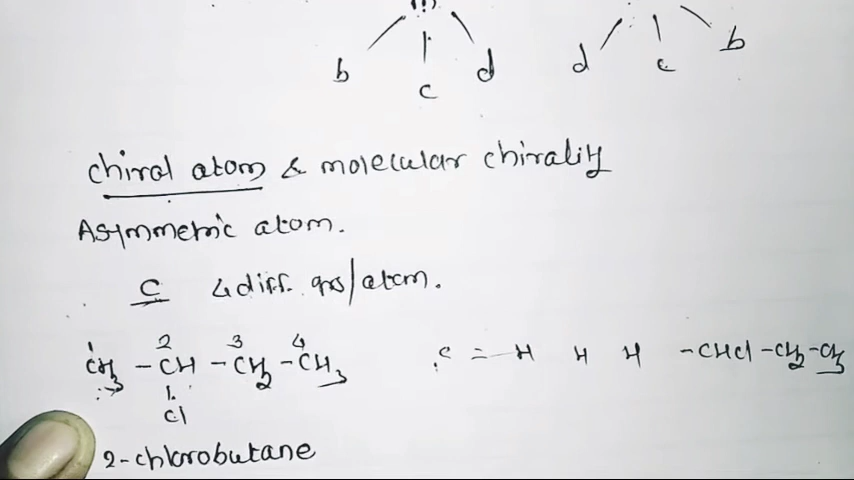 b c d d c b
chiral atom & molecular chirality
Asymmetric atom.
C 4 diff. grs/atom.
1 2 3 4
CH3 - CH - CH2 - CH3 C = H H H - CHCl - CH2 - CH3
Cl
2-chlorobutane